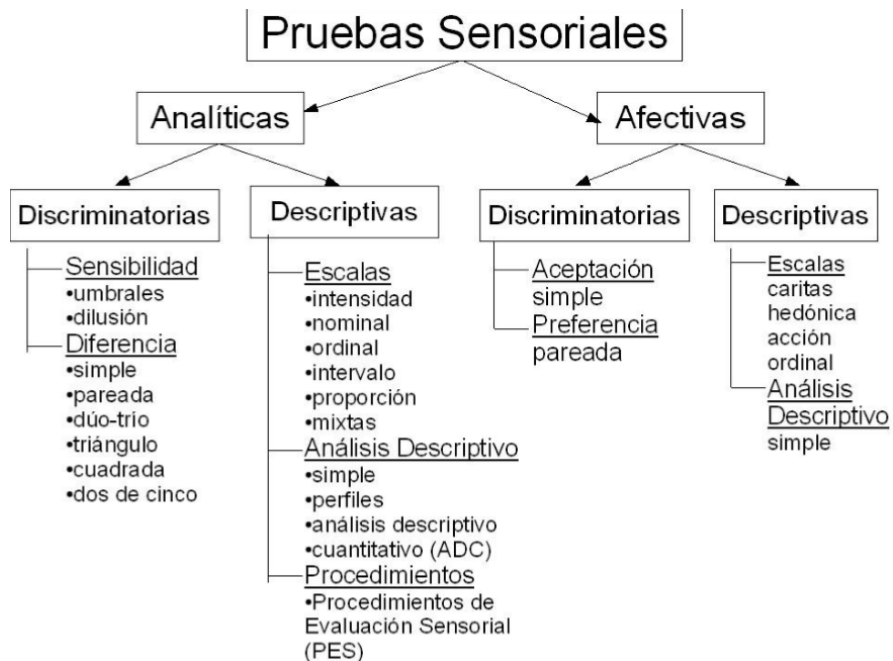 Pruebas Sensoriales
Analíticas
Afectivas
Discriminatorias
Sensibilidad
•umbrales
•dilusión
Diferencia
•simple
•pareada
•dúo-trio
•triángulo
•cuadrada
•dos de cinco
Descriptivas
Escalas
•intensidad
•nominal
•ordinal
•intervalo
•proporción
•mixtas
Análisis Descriptivo
•simple
•perfiles
•análisis descriptivo
•cuantitativo (ADC)
Procedimientos
•Procedimientos de
Evaluación Sensorial
(PES)
Discriminatorias
Aceptación
simple
Preferencia
pareada
Descriptivas
Escalas
caritas
hedónica
acción
ordinal
Análisis
Descriptivo
simple